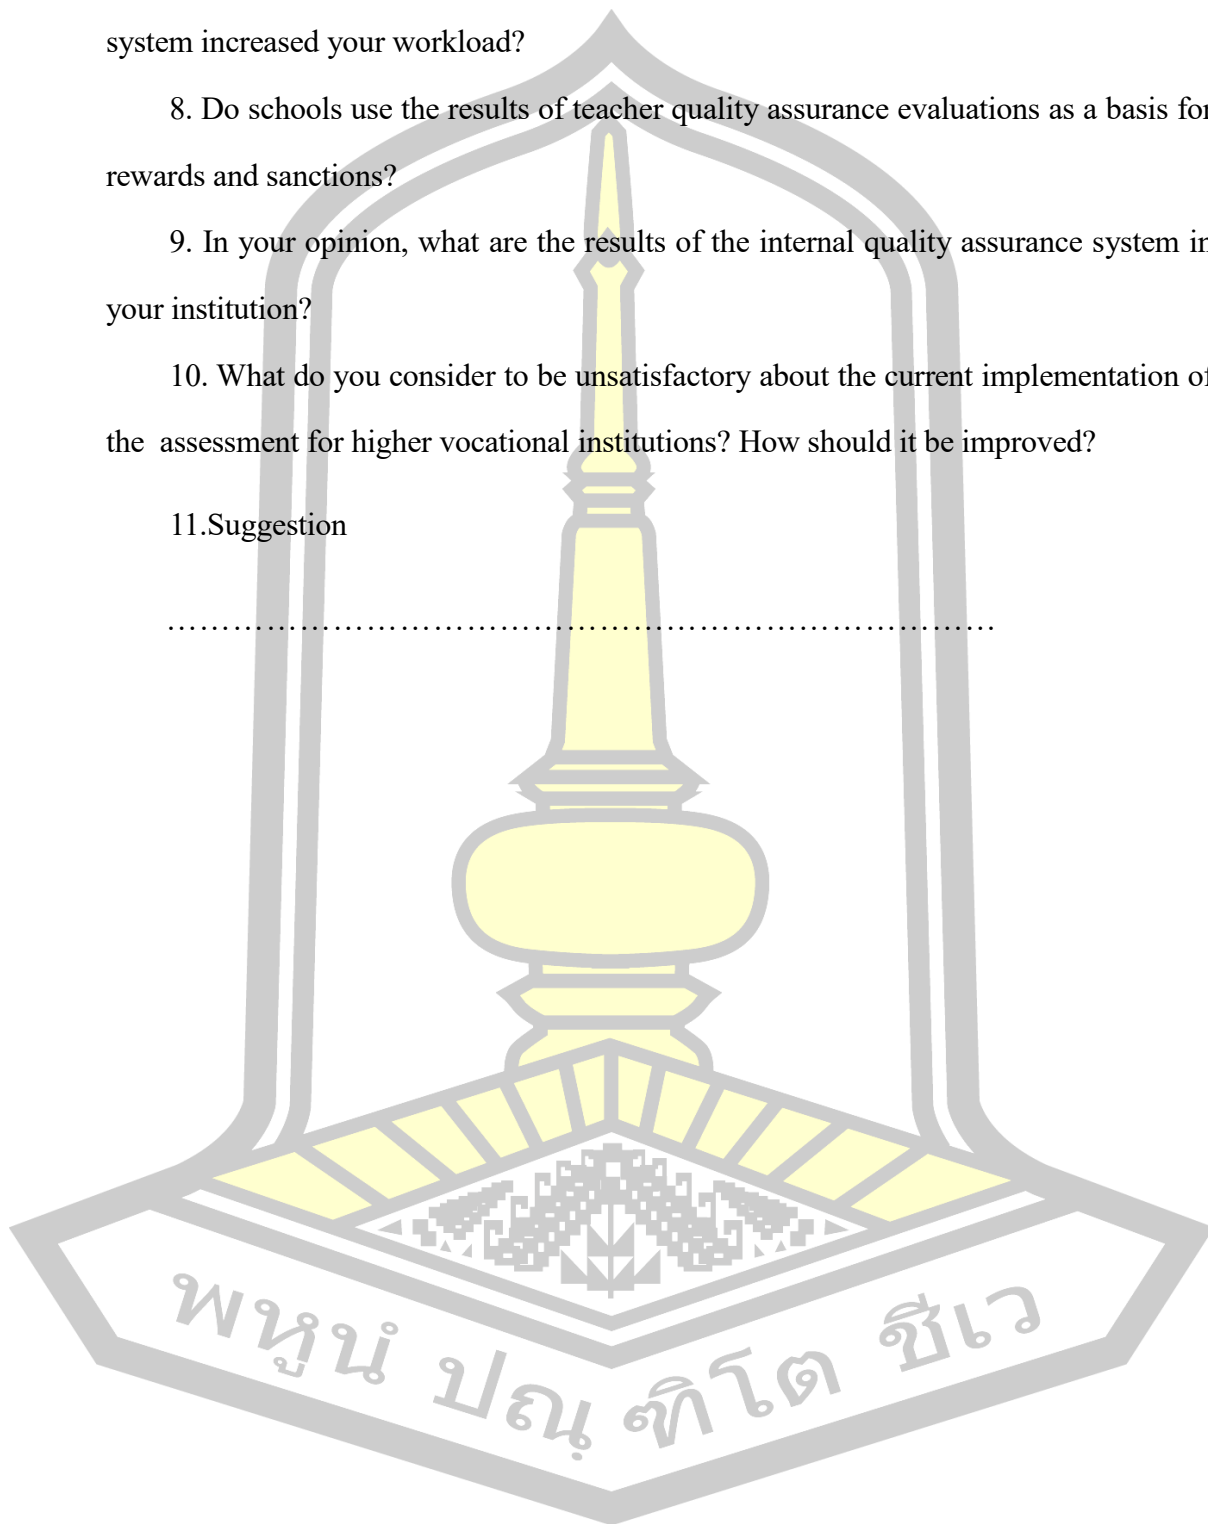 system increased your workload?
8. Do schools use the results of teacher quality assurance evaluations as a basis for
rewards and sanctions?
9. In your opinion, what are the results of the internal quality assurance system in
your institution?
10. What do you consider to be unsatisfactory about the current implementation of
the  assessment for higher vocational institutions? How should it be improved?
11.Suggestion
…………………………………………………………………
พหูนํ ปณฺฑิโต ชีเว